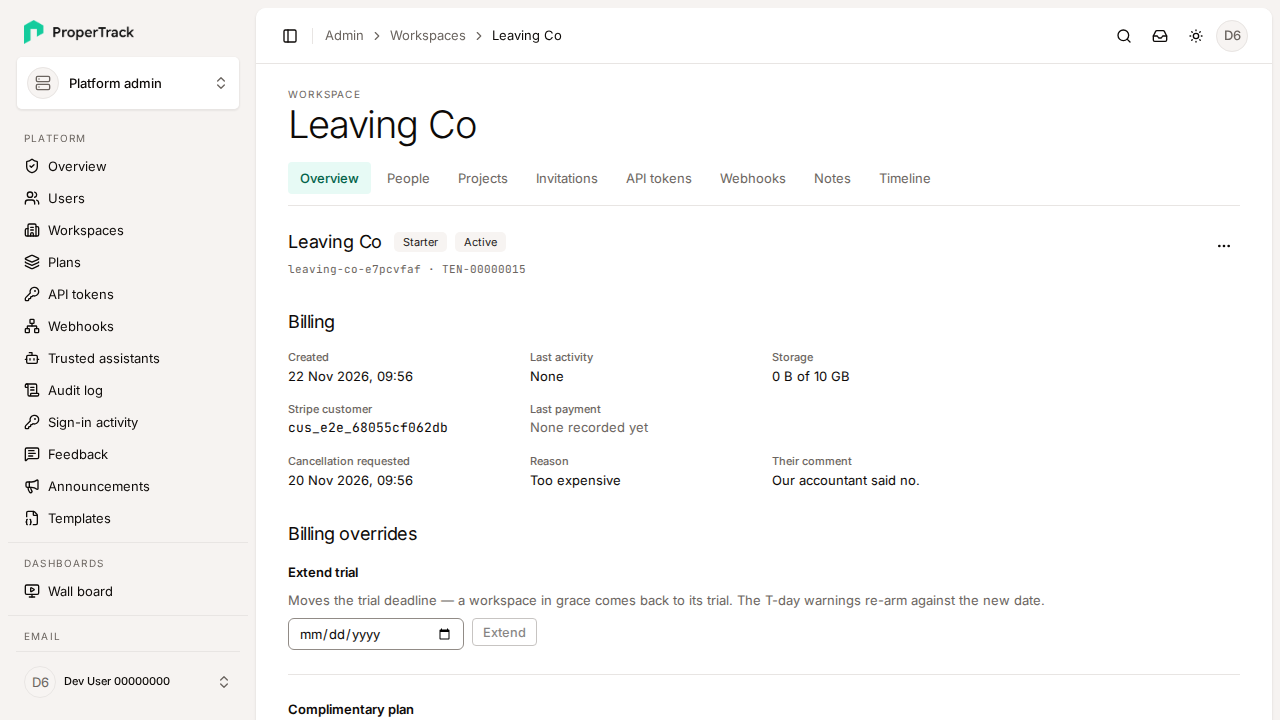 ProperTrack
Platform admin
PLATFORM
Overview
Users
Workspaces
Plans
API tokens
Webhooks
Trusted assistants
Audit log
Sign-in activity
Feedback
Announcements
Templates
DASHBOARDS
Wall board
EMAIL
D6 Dev User 00000000
Admin > Workspaces > Leaving Co
D6
WORKSPACE
Leaving Co
Overview People Projects Invitations API tokens Webhooks Notes Timeline
Leaving Co Starter Active
leaving-co-e7pcvfaf · TEN-00000015
Billing
Created Last activity Storage
22 Nov 2026, 09:56 None 0 B of 10 GB
Stripe customer Last payment
cus_e2e_68055cf062db None recorded yet
Cancellation requested Reason Their comment
20 Nov 2026, 09:56 Too expensive Our accountant said no.
Billing overrides
Extend trial
Moves the trial deadline — a workspace in grace comes back to its trial. The T-day warnings re-arm against the new date.
mm/dd/yyyy Extend
Complimentary plan